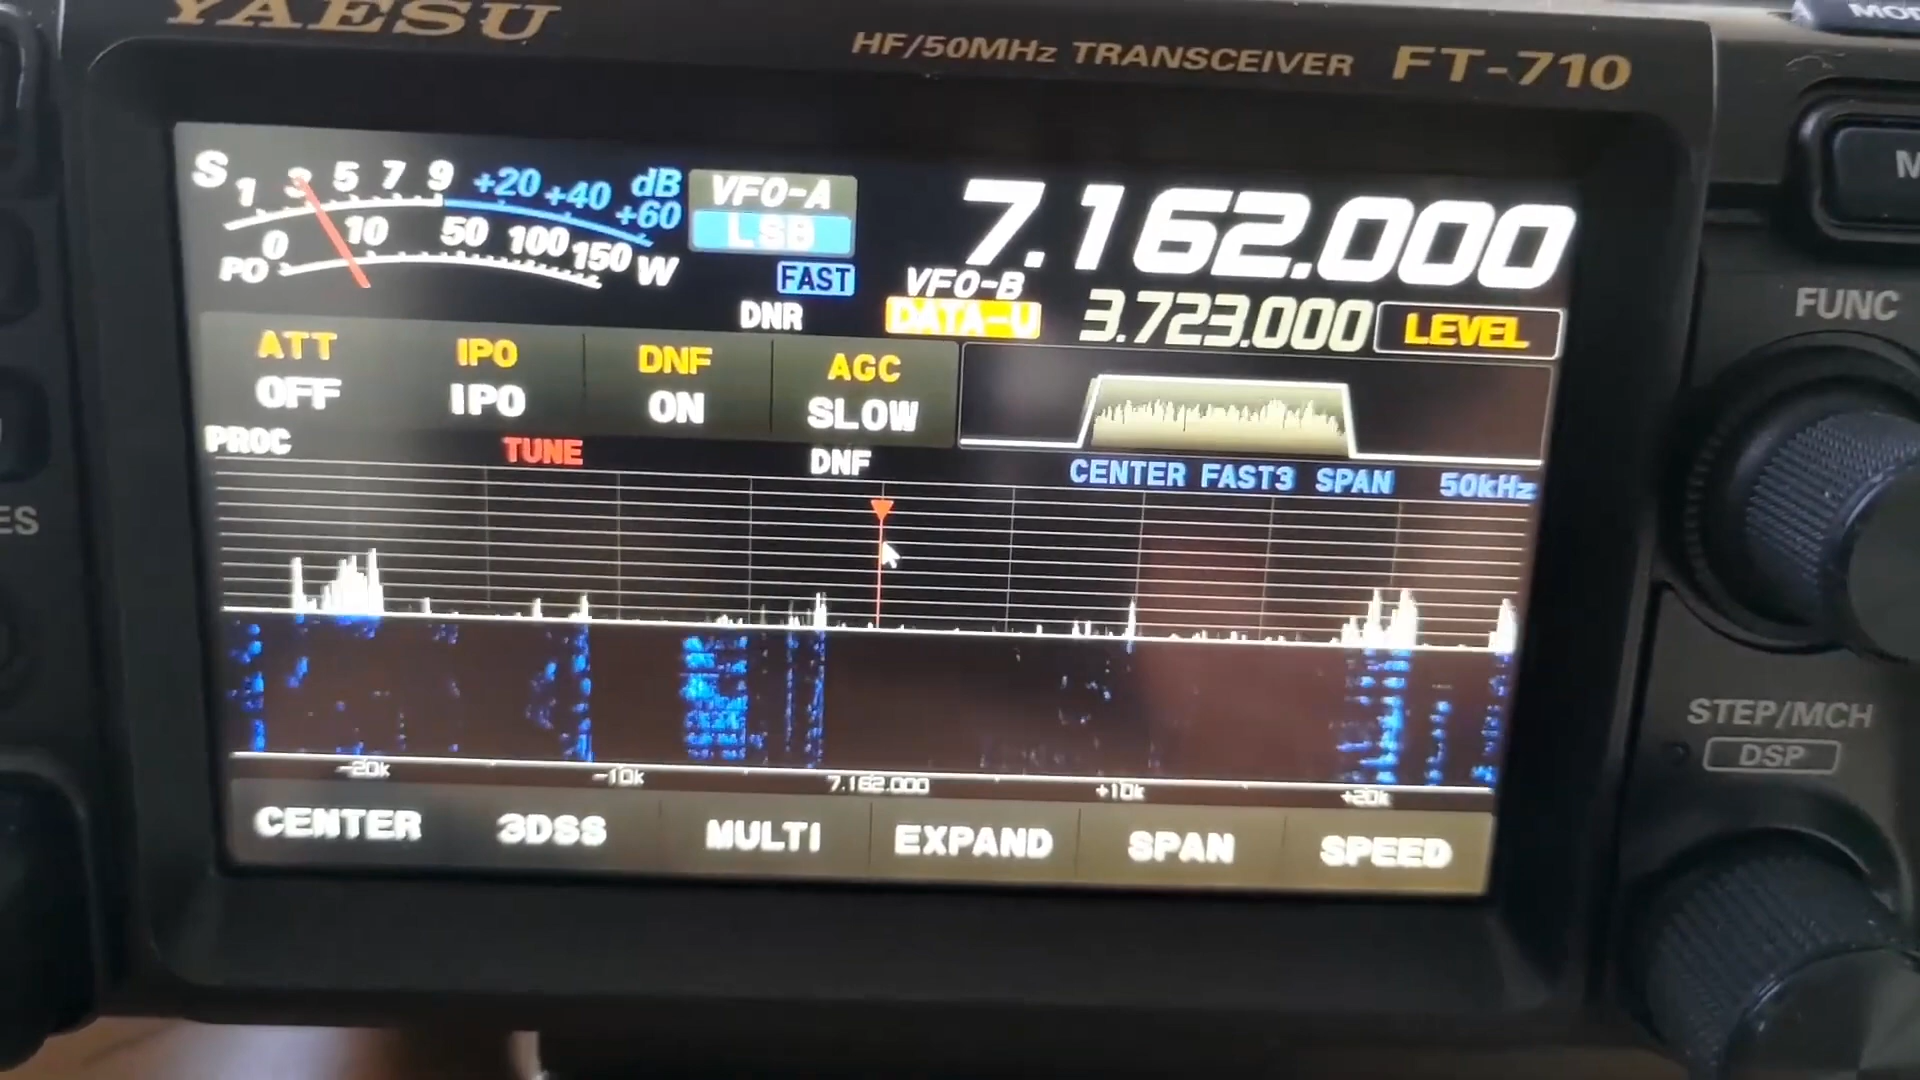 YAESU
HF/50MHz TRANSCEIVER FT-710
S 1 3 5 7 9 +20 +40 +60 dB
PO 0 10 50 100 150 W
VFO-A
LSB
FAST
DNR
7.162.000
VFO-B
DATA-U
3.723.000
LEVEL
ATT IPO DNF AGC
OFF IPO ON SLOW
PROC TUNE DNF
CENTER FAST3 SPAN 50kHz
-20k -10k 7.162.000 +10k +20k
CENTER 3DSS MULTI EXPAND SPAN SPEED
FUNC
STEP/MCH
DSP